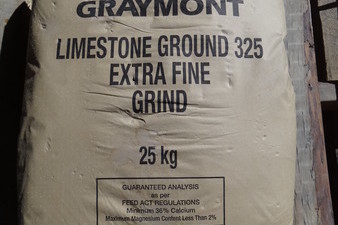 GRAYMONT
LIMESTONE GROUND 325
EXTRA FINE
GRIND
25 kg
GUARANTEED ANALYSIS
as per
FEED ACT REGULATIONS
Minimum 36% Calcium
Maximum Magnesium Content Less Than 2%